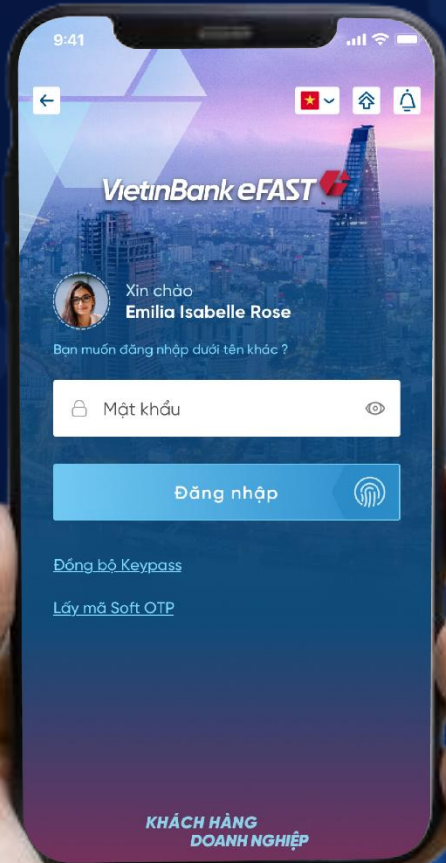 9:41
VietinBank eFAST
Xin chào
Emilia Isabelle Rose
Bạn muốn đăng nhập dưới tên khác ?
Mật khẩu
Đăng nhập
Đồng bộ Keypass
Lấy mã Soft OTP
KHÁCH HÀNG
DOANH NGHIỆP